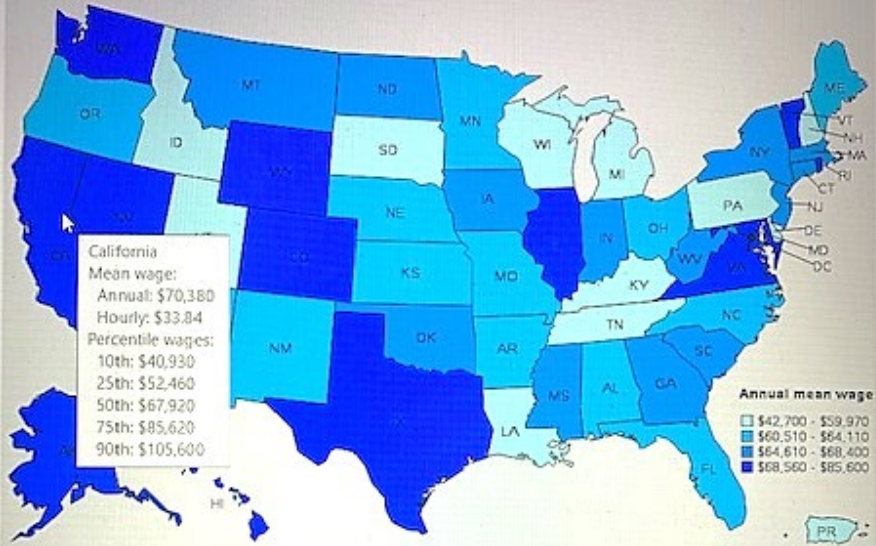 WA
MT
ND
MN
ME
OR
ID
WY
SD
WI
MI
NY
VT
NH
MA
RI
CT
NV
CA
NE
IA
PA
NJ
DE
MD
DC
CO
KS
MO
IN
OH
WV
VA
KY
California
Mean wage:
Annual: $70,380
Hourly: $33.84
Percentile wages:
10th: $40,930
25th: $52,460
50th: $67,920
75th: $85,620
90th: $105,600
NM
OK
AR
TN
NC
SC
TX
LA
MS
AL
GA
FL
HI
Annual mean wage
$42,700 - $59,970
$60,510 - $64,110
$64,610 - $68,400
$68,560 - $85,600
PR